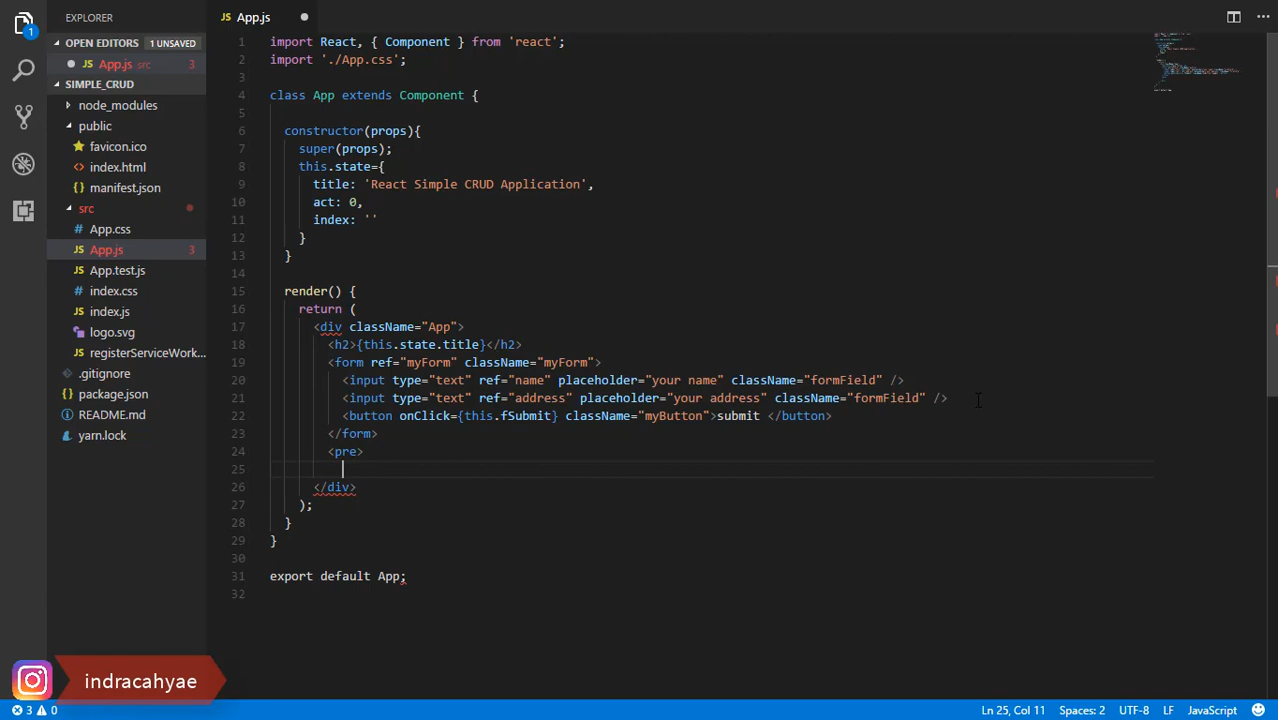 EXPLORER
OPEN EDITORS 1 UNSAVED
App.js src 3
SIMPLE_CRUD
node_modules
public
favicon.ico
index.html
manifest.json
src
App.css
App.js 3
App.test.js
index.css
index.js
logo.svg
registerServiceWork...
.gitignore
package.json
README.md
yarn.lock
App.js
1 import React, { Component } from 'react';
2 import './App.css';
3
4 class App extends Component {
5
6 constructor(props){
7 super(props);
8 this.state={
9 title: 'React Simple CRUD Application',
10 act: 0,
11 index: ''
12 }
13 }
14
15 render() {
16 return (
17 <div className="App">
18 <h2>{this.state.title}</h2>
19 <form ref="myForm" className="myForm">
20 <input type="text" ref="name" placeholder="your name" className="formField" />
21 <input type="text" ref="address" placeholder="your address" className="formField" />
22 <button onClick={this.fSubmit} className="myButton">submit </button>
23 </form>
24 <pre>
25
26 </div>
27 );
28 }
29 }
30
31 export default App;
32
indracahyae
3 0 Ln 25, Col 11 Spaces: 2 UTF-8 LF JavaScript